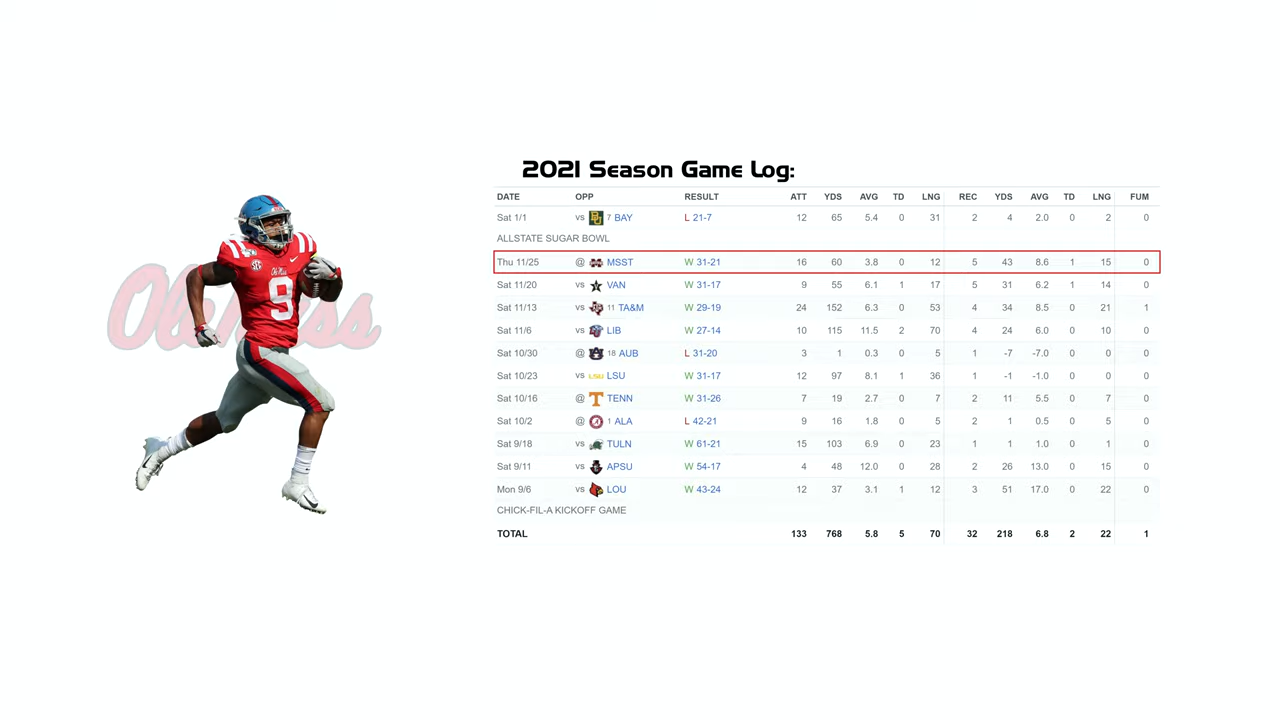 2021 Season Game Log:
DATE OPP RESULT ATT YDS AVG TD LNG REC YDS AVG TD LNG FUM
Sat 1/1 vs 7 BAY L 21-7 12 65 5.4 0 31 2 4 2.0 0 2 0
ALLSTATE SUGAR BOWL
Thu 11/25 @ MSST W 31-21 16 60 3.8 0 12 5 43 8.6 1 15 0
Sat 11/20 vs VAN W 31-17 9 55 6.1 1 17 5 31 6.2 1 14 0
Sat 11/13 vs 11 TA&M W 29-19 24 152 6.3 0 53 4 34 8.5 0 21 1
Sat 11/6 vs LIB W 27-14 10 115 11.5 2 70 4 24 6.0 0 10 0
Sat 10/30 @ 18 AUB L 31-20 3 1 0.3 0 5 1 -7 -7.0 0 0 0
Sat 10/23 vs LSU LSU W 31-17 12 97 8.1 1 36 1 -1 -1.0 0 0 0
Sat 10/16 @ TENN W 31-26 7 19 2.7 0 7 2 11 5.5 0 7 0
Sat 10/2 @ 1 ALA L 42-21 9 16 1.8 0 5 2 1 0.5 0 5 0
Sat 9/18 vs TULN W 61-21 15 103 6.9 0 23 1 1 1.0 0 1 0
Sat 9/11 vs APSU W 54-17 4 48 12.0 0 28 2 26 13.0 0 15 0
Mon 9/6 vs LOU W 43-24 12 37 3.1 1 12 3 51 17.0 0 22 0
CHICK-FIL-A KICKOFF GAME
TOTAL 133 768 5.8 5 70 32 218 6.8 2 22 1
Ole Miss
SEC
Ole Miss
9